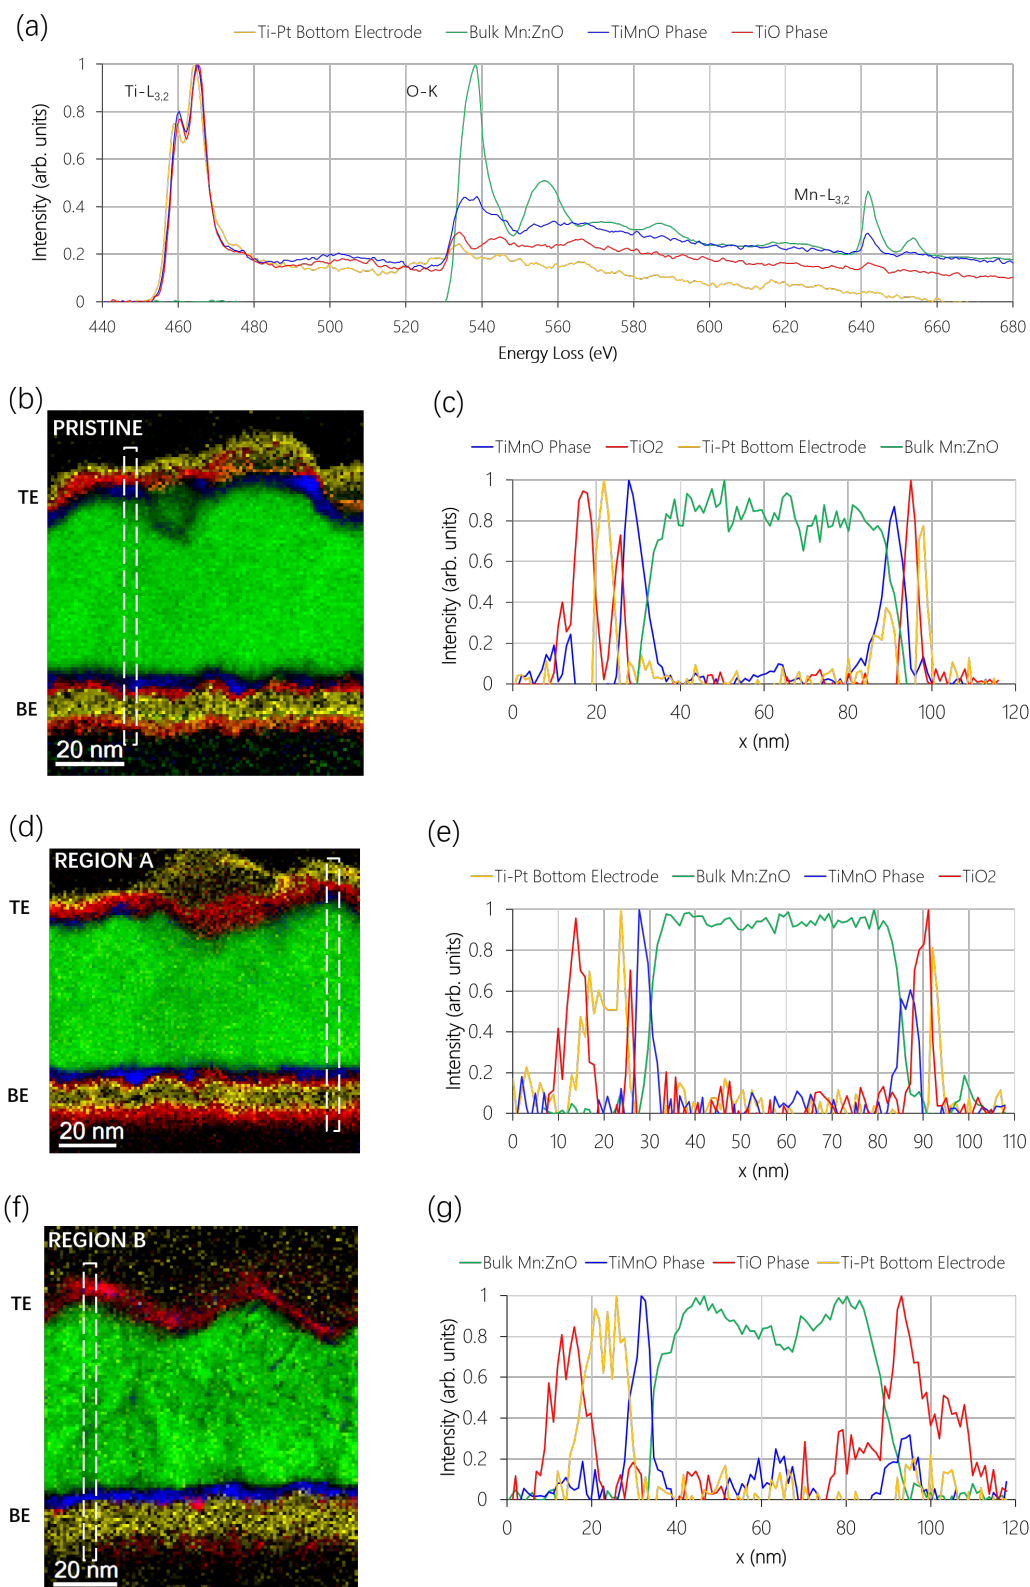 (a)
Ti-Pt Bottom Electrode Bulk Mn:ZnO TiMnO Phase TiO Phase
Ti-L3,2 O-K Mn-L3,2
Intensity (arb. units)
1
0.8
0.6
0.4
0.2
0
440 460 480 500 520 540 560 580 600 620 640 660 680
Energy Loss (eV)
(b)
PRISTINE
TE
BE
20 nm
(c)
TiMnO Phase TiO2 Ti-Pt Bottom Electrode Bulk Mn:ZnO
Intensity (arb. units)
1
0.8
0.6
0.4
0.2
0
0 20 40 60 80 100 120
x (nm)
(d)
REGION A
TE
BE
20 nm
(e)
Ti-Pt Bottom Electrode Bulk Mn:ZnO TiMnO Phase TiO2
Intensity (arb. units)
1
0.8
0.6
0.4
0.2
0
0 10 20 30 40 50 60 70 80 90 100 110
x (nm)
(f)
REGION B
TE
BE
20 nm
(g)
Bulk Mn:ZnO TiMnO Phase TiO Phase Ti-Pt Bottom Electrode
Intensity (arb. units)
1
0.8
0.6
0.4
0.2
0
0 20 40 60 80 100 120
x (nm)